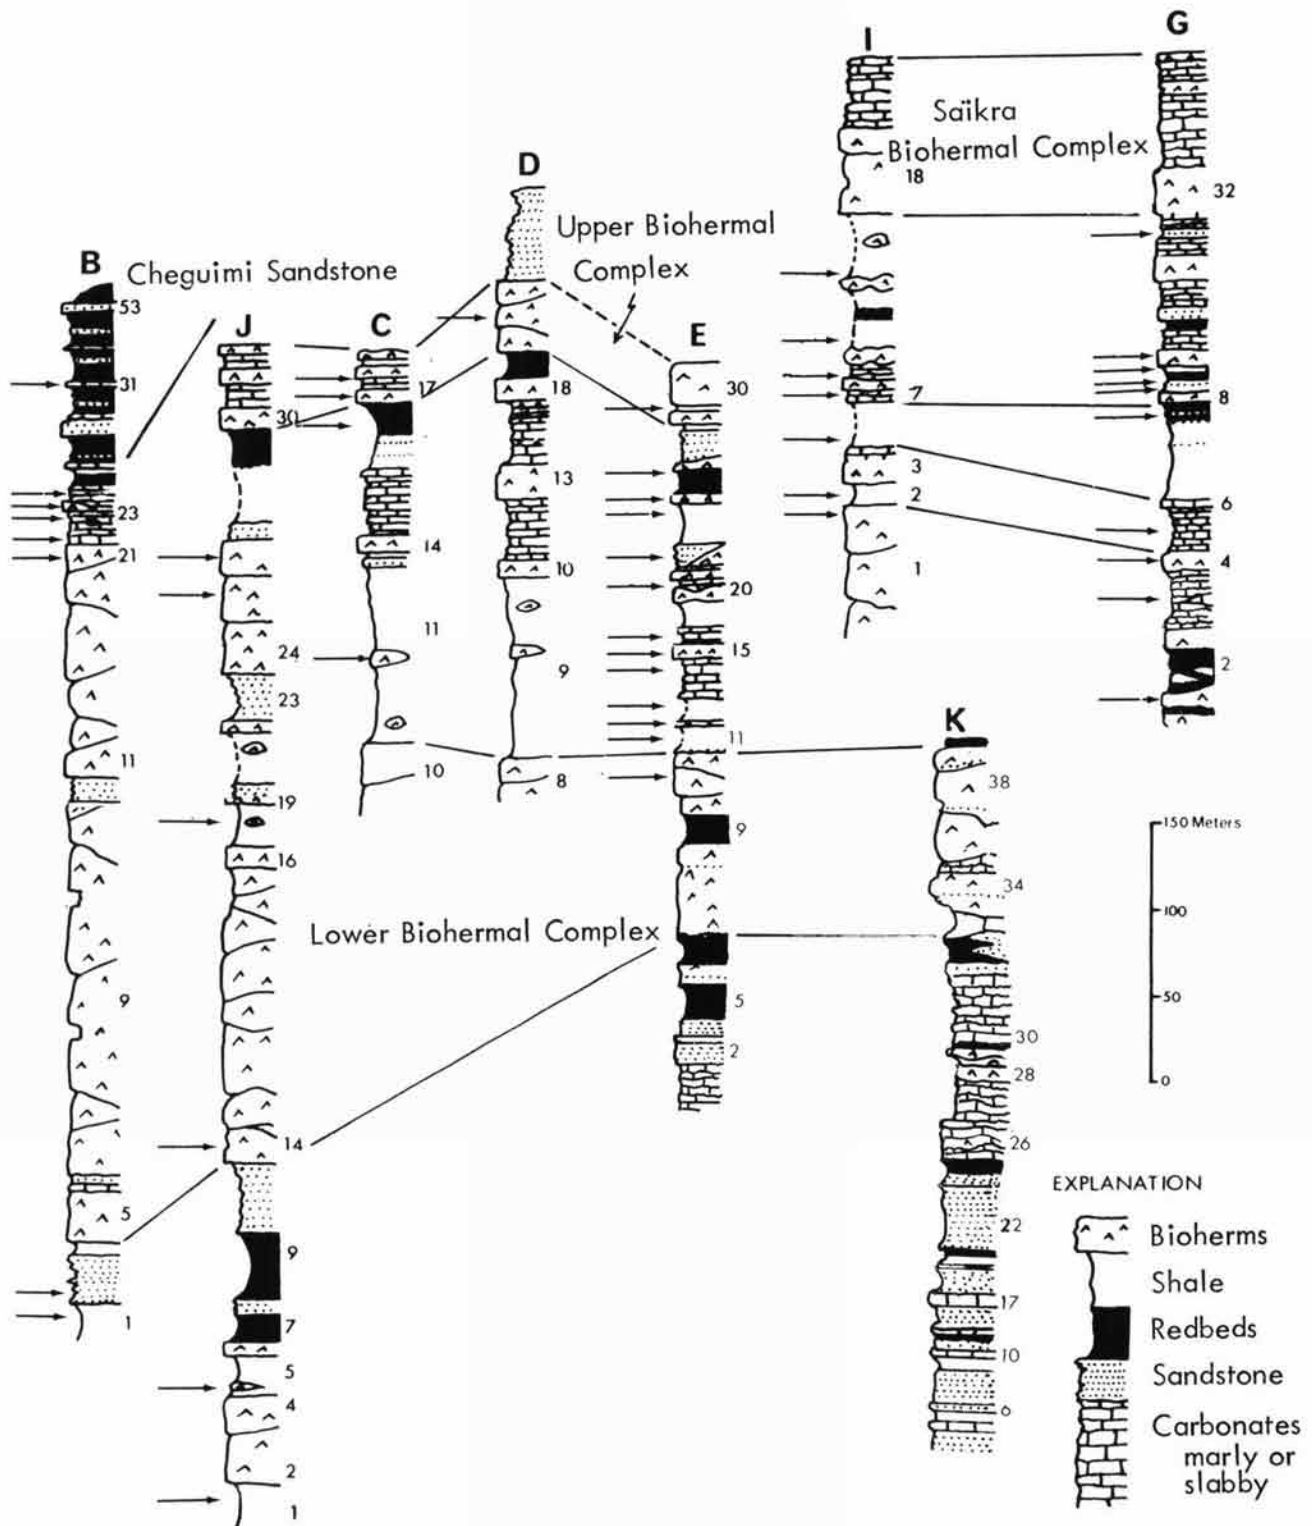 I
G
Saïkra
Biohermal Complex
18
32
D
Upper Biohermal
Complex
B
Cheguimi Sandstone
J
C
E
53
31
23
21
11
9
5
1
30
24
23
19
16
14
9
7
5
4
2
1
17
14
11
10
18
13
10
9
8
30
20
15
11
9
5
2
7
3
2
1
8
6
4
2
K
38
34
30
28
26
22
17
10
6
Lower Biohermal Complex
150 Meters
100
50
0
EXPLANATION
Bioherms
Shale
Redbeds
Sandstone
Carbonates
marly or
slabby